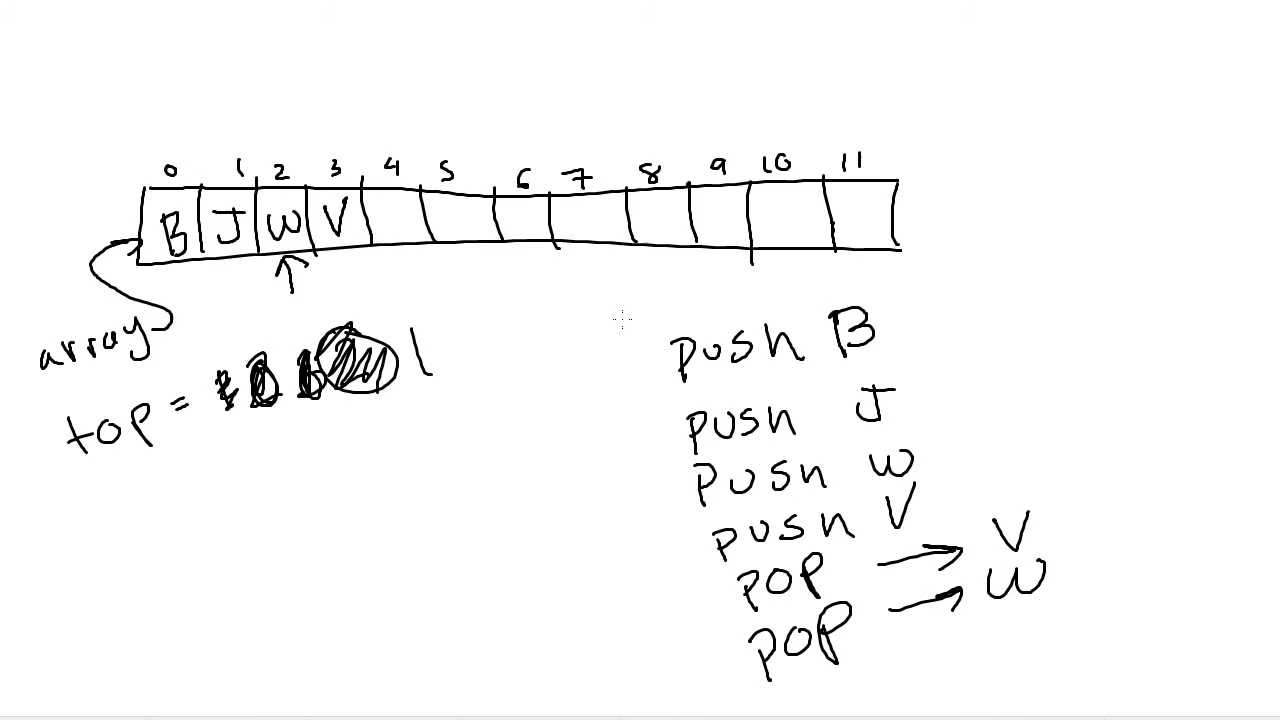 0 1 2 3 4 5 6 7 8 9 10 11
B J W V
array
top = 1
push B
push J
push W
push V
pop → V
pop → W